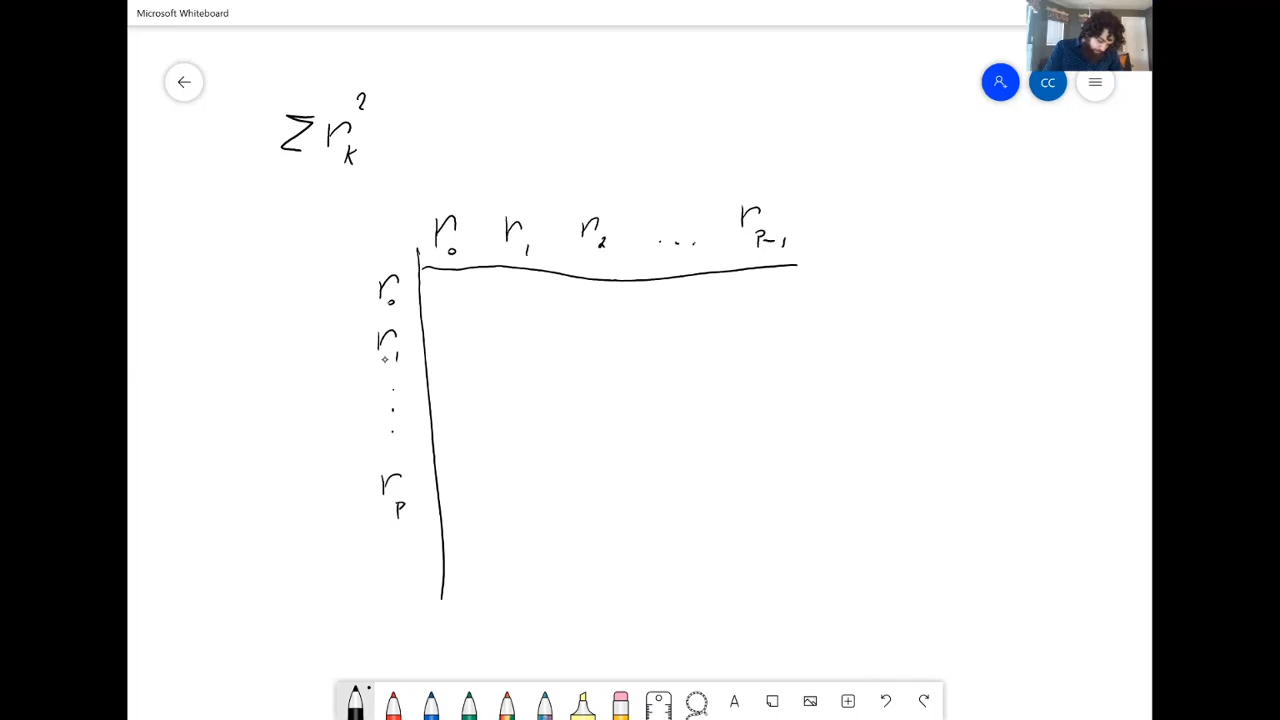 Microsoft Whiteboard
CC
Σ r_k^2
r_0 r_1 r_2 ... r_{p-1}
r_0
r_1
⋮
r_p
A